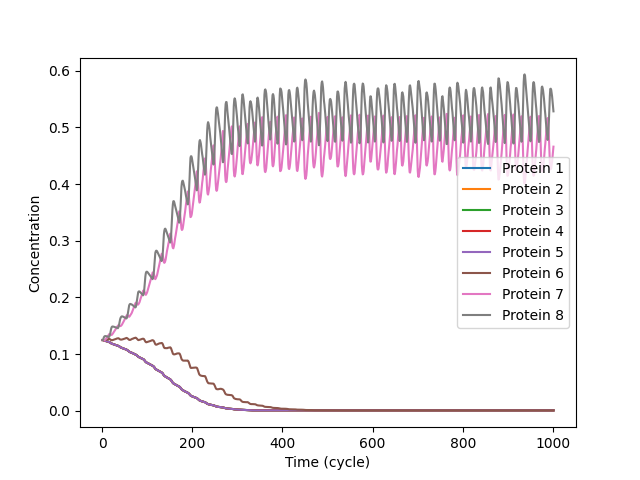 0.6
0.5
0.4
0.3
0.2
0.1
0.0
Concentration
0 200 400 600 800 1000
Time (cycle)
Protein 1
Protein 2
Protein 3
Protein 4
Protein 5
Protein 6
Protein 7
Protein 8